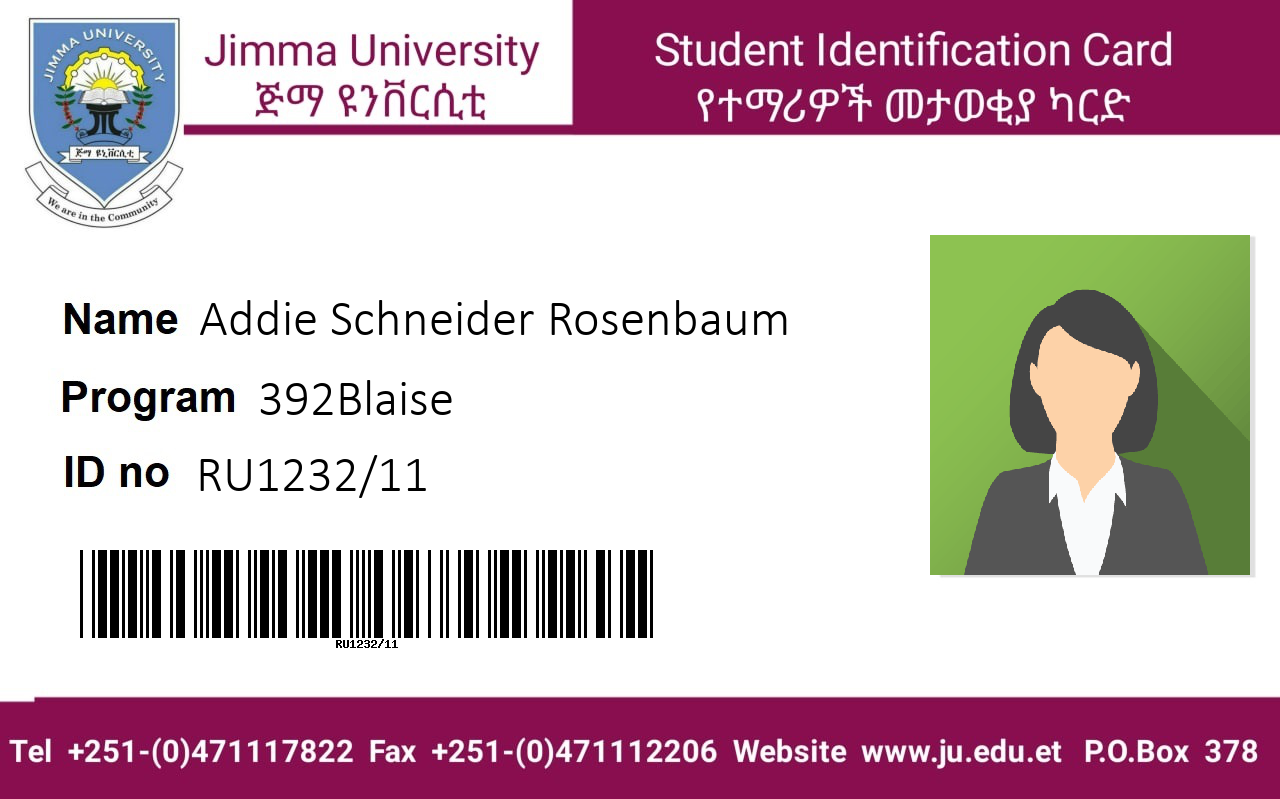 JIMMA UNIVERSITY
ጅማ ዩኒቨርሲቲ
We are in the Community
Jimma University
ጅማ ዩንቨርሲቲ
Student Identification Card
የተማሪዎች መታወቂያ ካርድ
Name Addie Schneider Rosenbaum
Program 392Blaise
ID no RU1232/11
RU1232/11
Tel +251-(0)471117822 Fax +251-(0)471112206 Website www.ju.edu.et P.O.Box 378